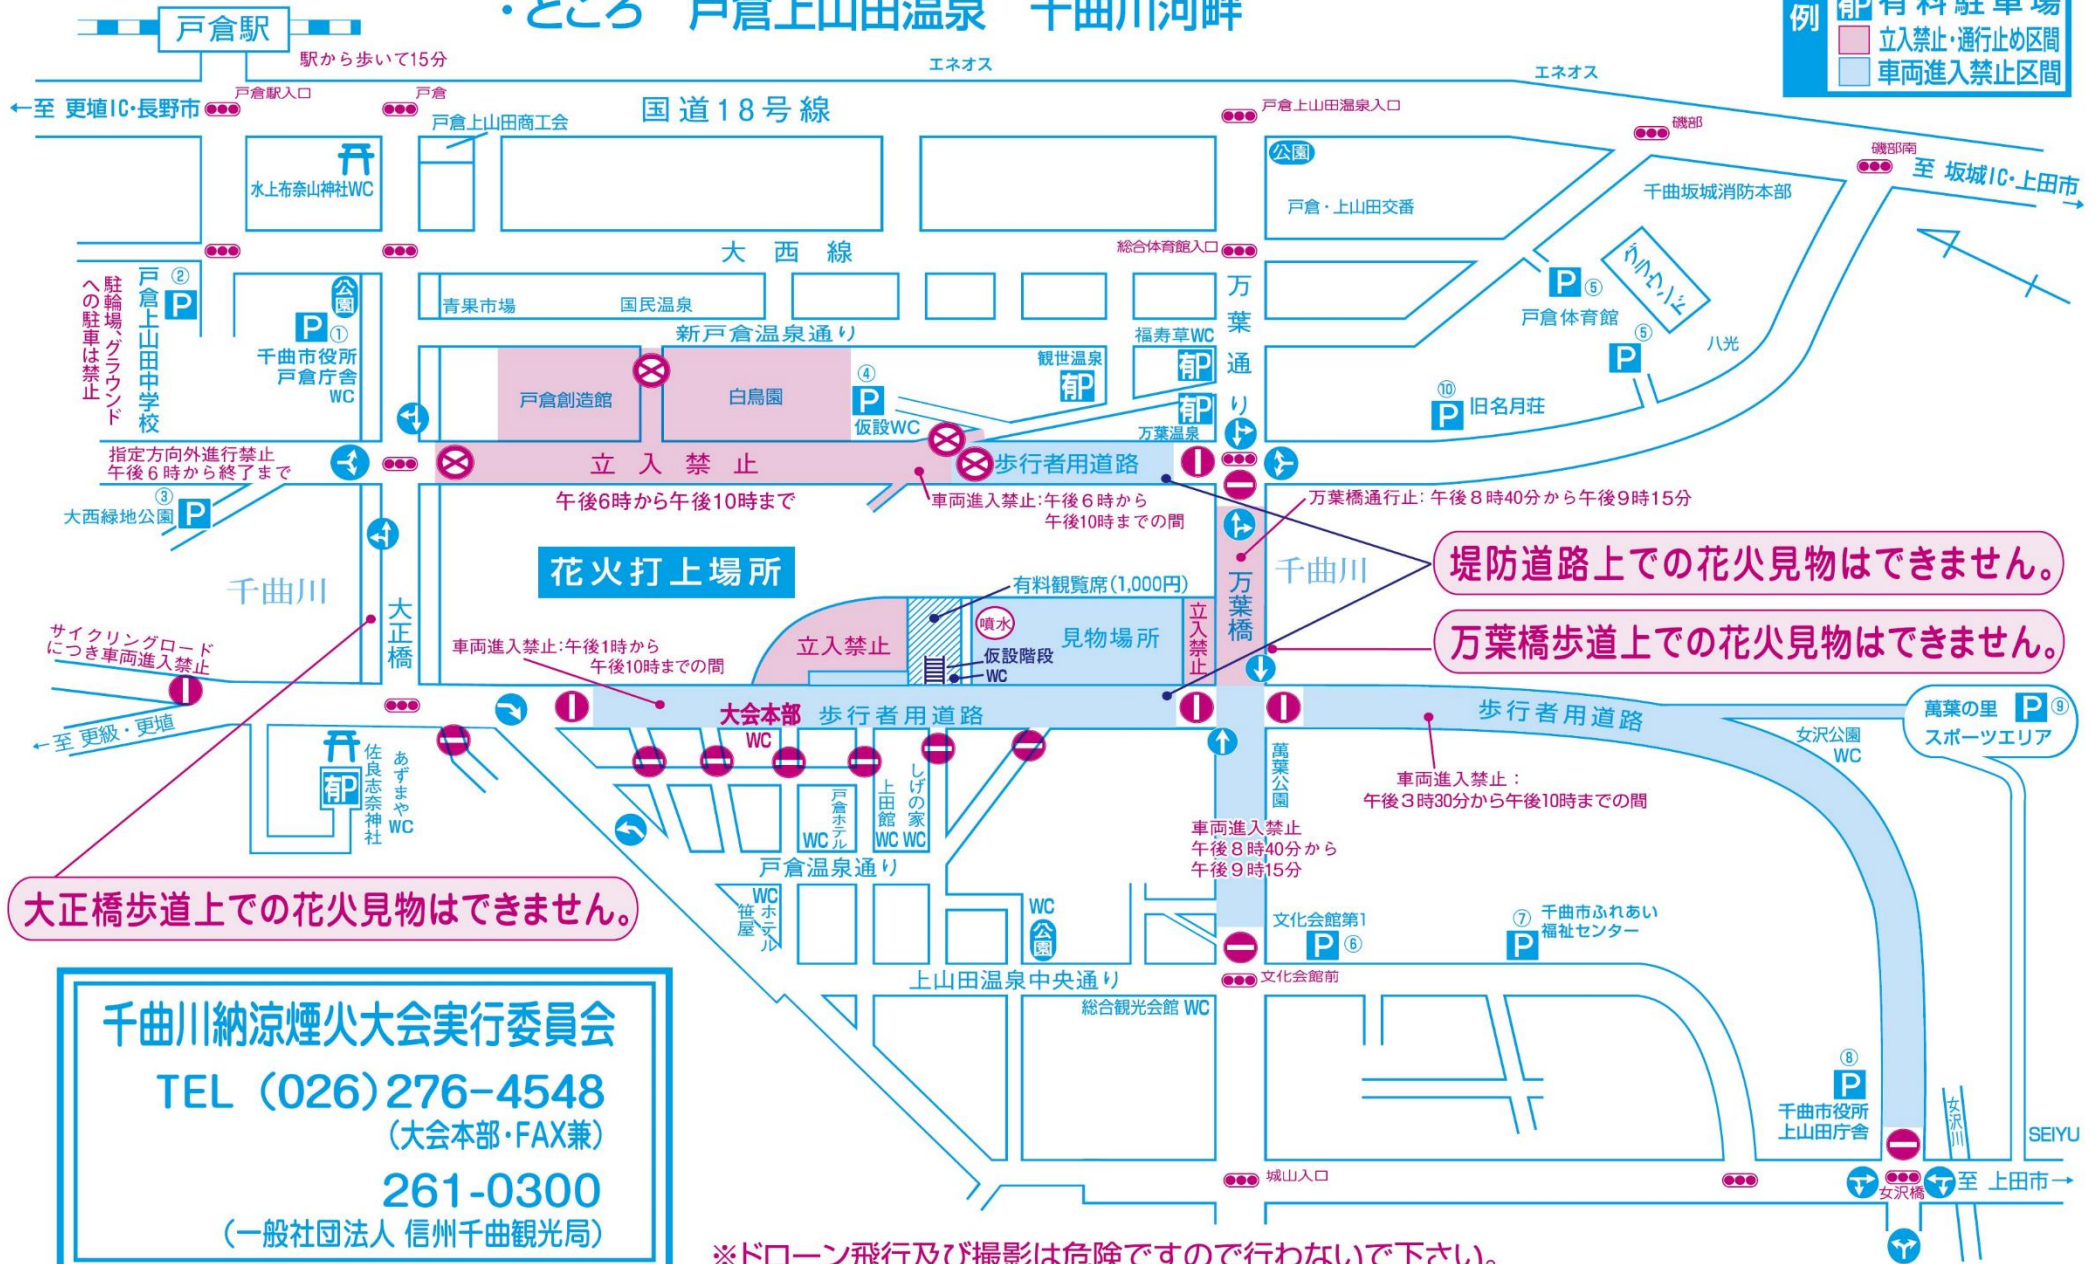 ・ところ 戸倉上山田温泉 千曲川河畔
例
有P 有料駐車場
立入禁止・通行止め区間
車両進入禁止区間
戸倉駅
駅から歩いて15分
エネオス
エネオス
←至 更埴IC・長野市
戸倉駅入口
戸倉
戸倉上山田商工会
国道18号線
戸倉上山田温泉入口
磯部
磯部南
至 坂城IC・上田市→
水上布奈山神社WC
公園
戸倉・上山田交番
千曲坂城消防本部
大西線
総合体育館入口
駐輪場、グラウンド
への駐車は禁止
戸倉上山田中学校
② P
公園
P ①
千曲市役所
戸倉庁舎
WC
青果市場
国民温泉
新戸倉温泉通り
福寿草WC
有P
観世温泉
有P
有P
万葉温泉
万葉通り
グラウンド
P ⑤
戸倉体育館
⑤
P
八光
⑩
P 旧名月荘
戸倉創造館
白鳥園
④
P
仮設WC
指定方向外進行禁止
午後6時から終了まで
立入禁止
午後6時から午後10時まで
歩行者用道路
車両進入禁止:午後6時から
午後10時までの間
万葉橋通行止:午後8時40分から午後9時15分
③
大西緑地公園 P
千曲川
花火打上場所
有料観覧席(1,000円)
千曲川
堤防道路上での花火見物はできません。
万葉橋歩道上での花火見物はできません。
大正橋
万葉橋
立入禁止
噴水
見物場所
立入禁止
仮設階段
WC
サイクリングロード
につき車両進入禁止
車両進入禁止:午後1時から
午後10時までの間
←至 更級・更埴
大会本部
WC
歩行者用道路
歩行者用道路
萬葉の里 P ⑨
スポーツエリア
女沢公園
WC
有P
佐良志奈神社
あずまや
WC
戸倉ホテル
WC
上田館
WC
しげの家
WC
萬葉公園
車両進入禁止:
午後3時30分から午後10時までの間
車両進入禁止
午後8時40分から
午後9時15分
戸倉温泉通り
大正橋歩道上での花火見物はできません。
WC
笹屋
ホテル
WC
公園
文化会館第1
P ⑥
⑦ 千曲市ふれあい
福祉センター
P
文化会館前
上山田温泉中央通り
総合観光会館 WC
千曲川納涼煙火大会実行委員会
TEL (026)276-4548
(大会本部・FAX兼)
261-0300
(一般社団法人 信州千曲観光局)
⑧
P
千曲市役所
上山田庁舎
女沢川
SEIYU
城山入口
女沢橋
至 上田市→
※ドローン飛行及び撮影は危険ですので行わないで下さい。